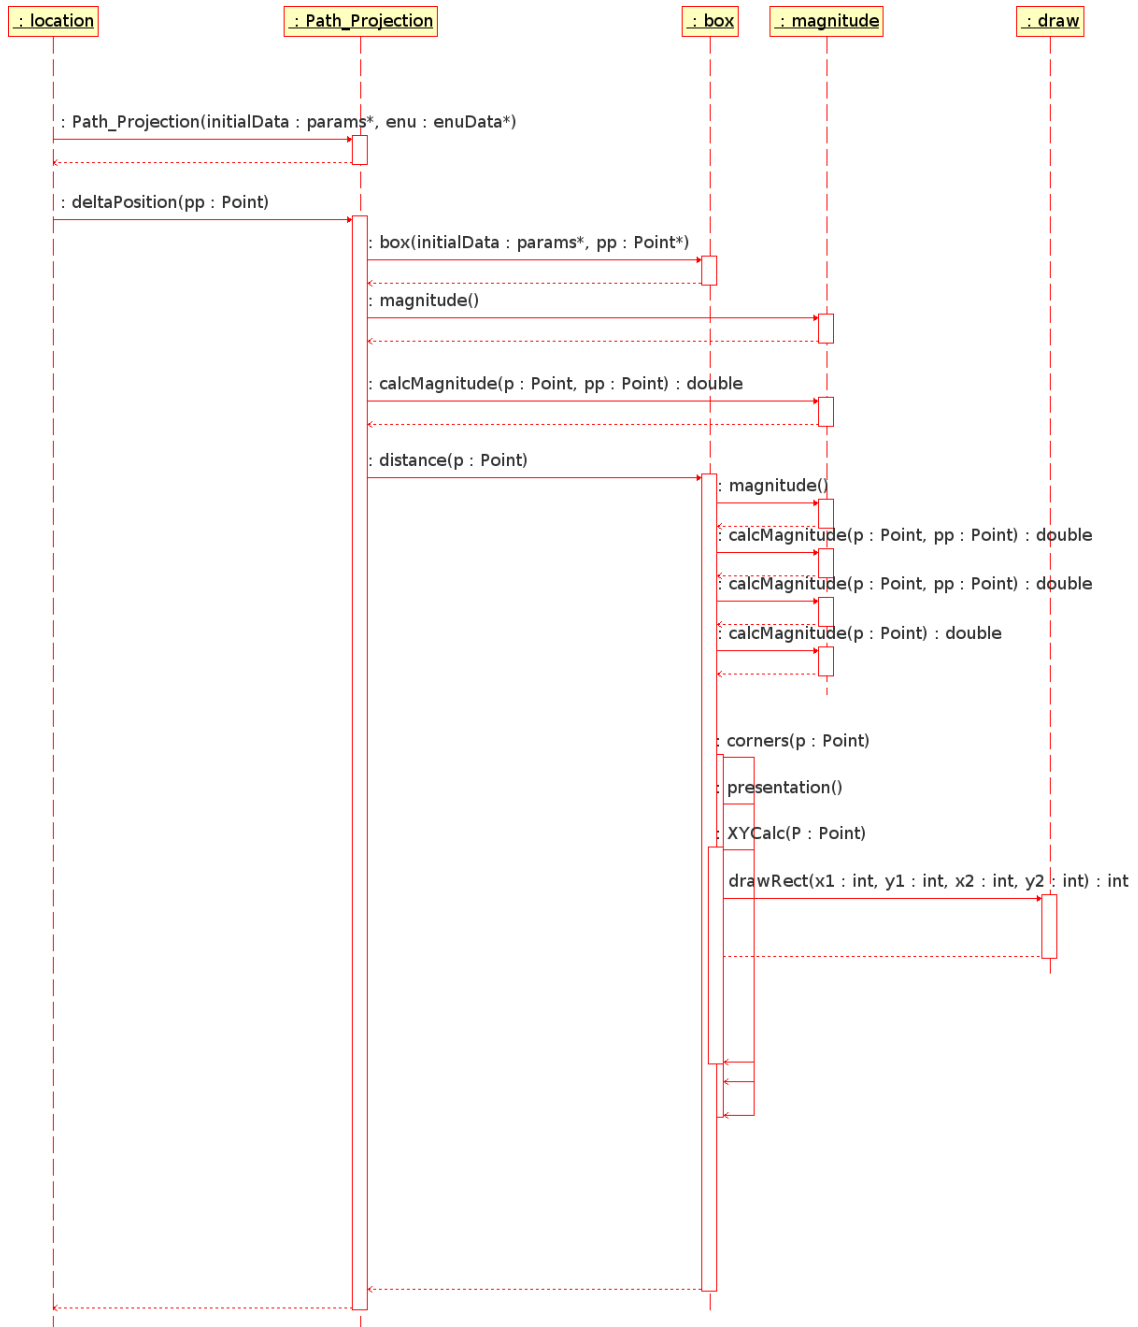 : location
: Path_Projection
: box
: magnitude
: draw
: Path_Projection(initialData : params*, enu : enuData*)
: deltaPosition(pp : Point)
: box(initialData : params*, pp : Point*)
: magnitude()
: calcMagnitude(p : Point, pp : Point) : double
: distance(p : Point)
: magnitude()
: calcMagnitude(p : Point, pp : Point) : double
: calcMagnitude(p : Point, pp : Point) : double
: calcMagnitude(p : Point) : double
: corners(p : Point)
: presentation()
: XYCalc(P : Point)
drawRect(x1 : int, y1 : int, x2 : int, y2 : int) : int